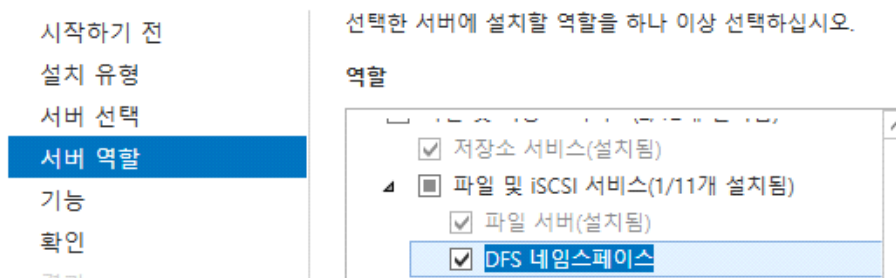 시작하기 전
설치 유형
서버 선택
서버 역할
기능
확인
선택한 서버에 설치할 역할을 하나 이상 선택하십시오.
역할
저장소 서비스(설치됨)
파일 및 iSCSI 서비스(1/11개 설치됨)
파일 서버(설치됨)
DFS 네임스페이스